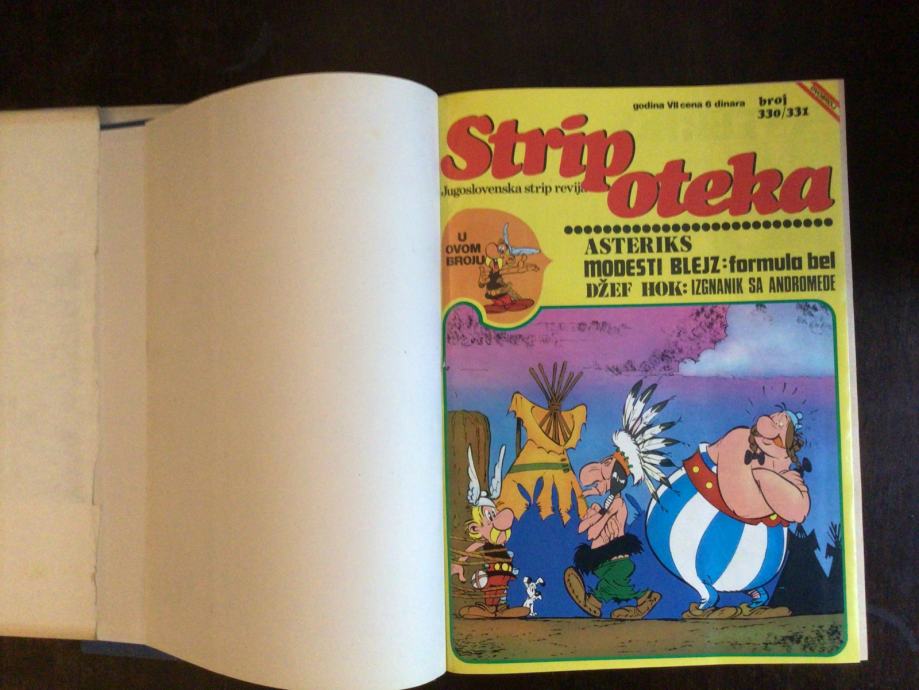 godina VII cena 6 dinara
broj
330/331
Strip
oteka
Jugoslovenska strip revija
U
OVOM
BROJU
ASTERIKS
MODESTI BLEJZ: formula bel
DŽEF HOK: IZGNANIK SA ANDROMEDE